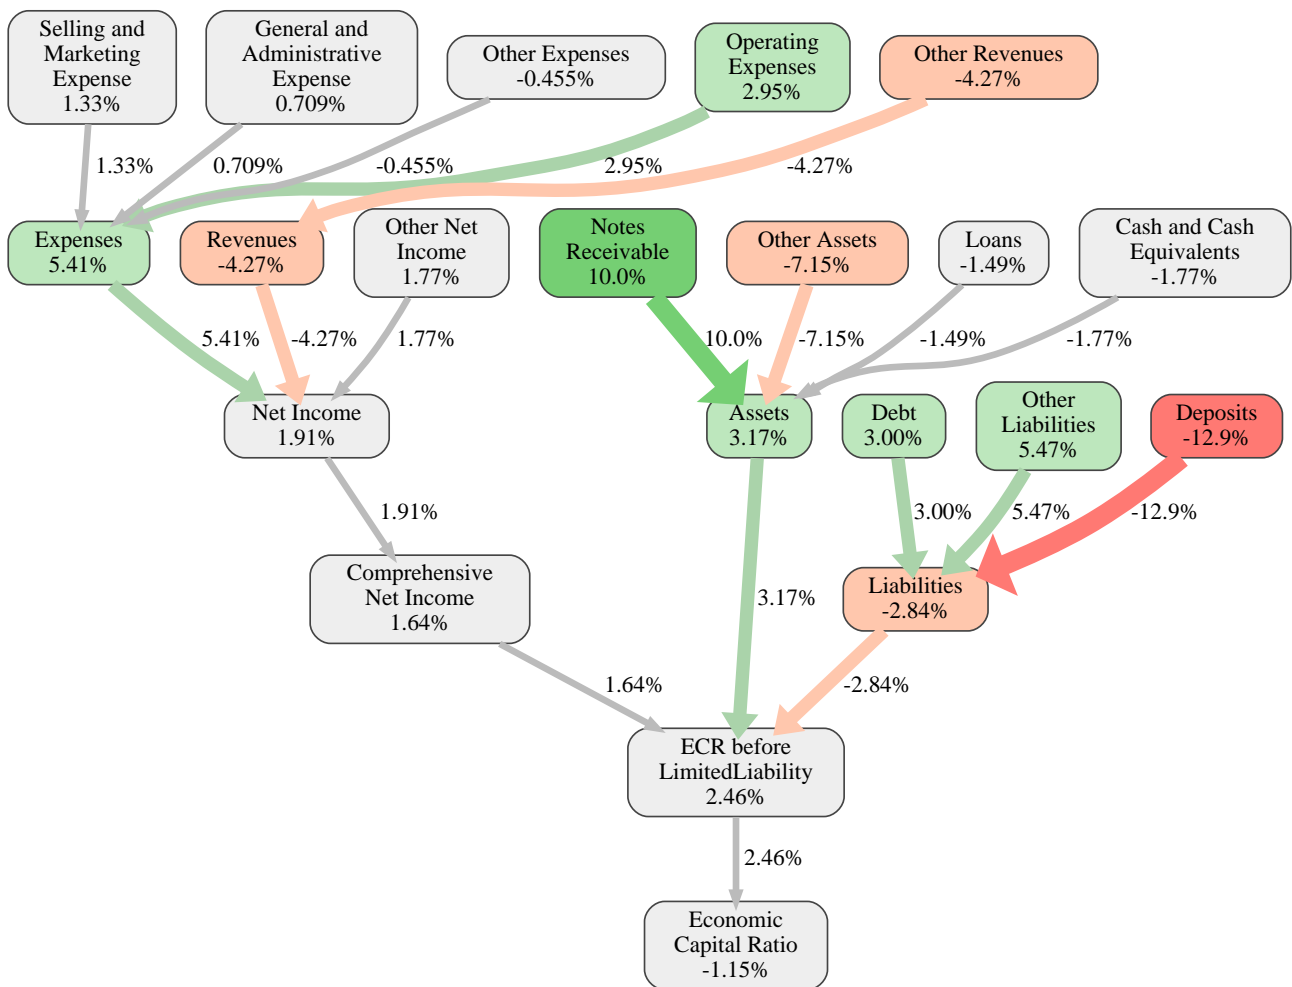 Selling and
Marketing
Expense
1.33%
General and
Administrative
Expense
0.709%
Other Expenses
-0.455%
Operating
Expenses
2.95%
Other Revenues
-4.27%
1.33%
0.709%
-0.455%
2.95%
-4.27%
Expenses
5.41%
Revenues
-4.27%
Other Net
Income
1.77%
Notes
Receivable
10.0%
Other Assets
-7.15%
Loans
-1.49%
Cash and Cash
Equivalents
-1.77%
5.41%
-4.27%
1.77%
10.0%
-7.15%
-1.49%
-1.77%
Net Income
1.91%
Assets
3.17%
Debt
3.00%
Other
Liabilities
5.47%
Deposits
-12.9%
1.91%
3.00%
5.47%
-12.9%
Comprehensive
Net Income
1.64%
3.17%
Liabilities
-2.84%
1.64%
-2.84%
ECR before
LimitedLiability
2.46%
2.46%
Economic
Capital Ratio
-1.15%